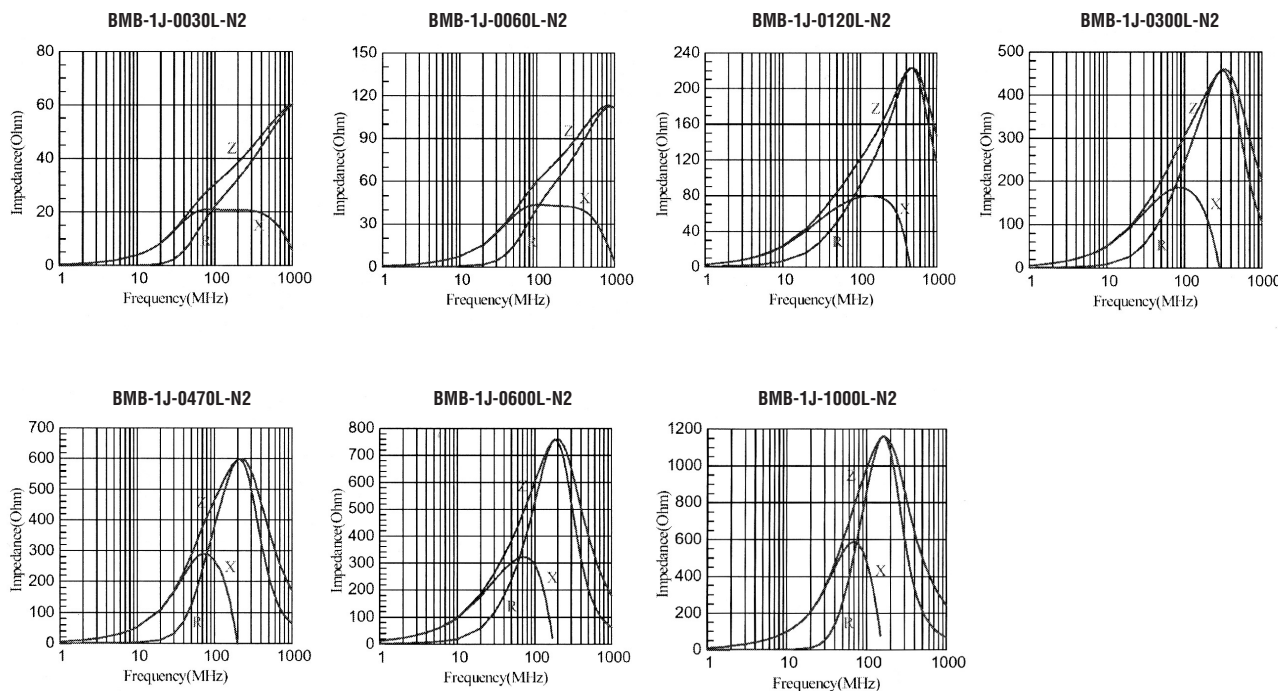 BMB-1J-0030L-N2
80
60
40
20
0
Impedance(Ohm)
Z
R
X
1
10
100
1000
Frequency(MHz)
BMB-1J-0060L-N2
150
120
90
60
30
0
Impedance(Ohm)
Z
X
R
1
10
100
1000
Frequency(MHz)
BMB-1J-0120L-N2
240
200
160
120
80
40
0
Impedance(Ohm)
Z
X
R
1
10
100
1000
Frequency(MHz)
BMB-1J-0300L-N2
500
400
300
200
100
0
Impedance(Ohm)
Z
X
R
1
10
100
1000
Frequency(MHz)
BMB-1J-0470L-N2
700
600
500
400
300
200
100
0
Impedance(Ohm)
Z
X
R
1
10
100
1000
Frequency(MHz)
BMB-1J-0600L-N2
800
700
600
500
400
300
200
100
0
Impedance(Ohm)
Z
X
R
1
10
100
1000
Frequency(MHz)
BMB-1J-1000L-N2
1200
1000
800
600
400
200
0
Impedance(Ohm)
Z
X
R
1
10
100
1000
Frequency(MHz)